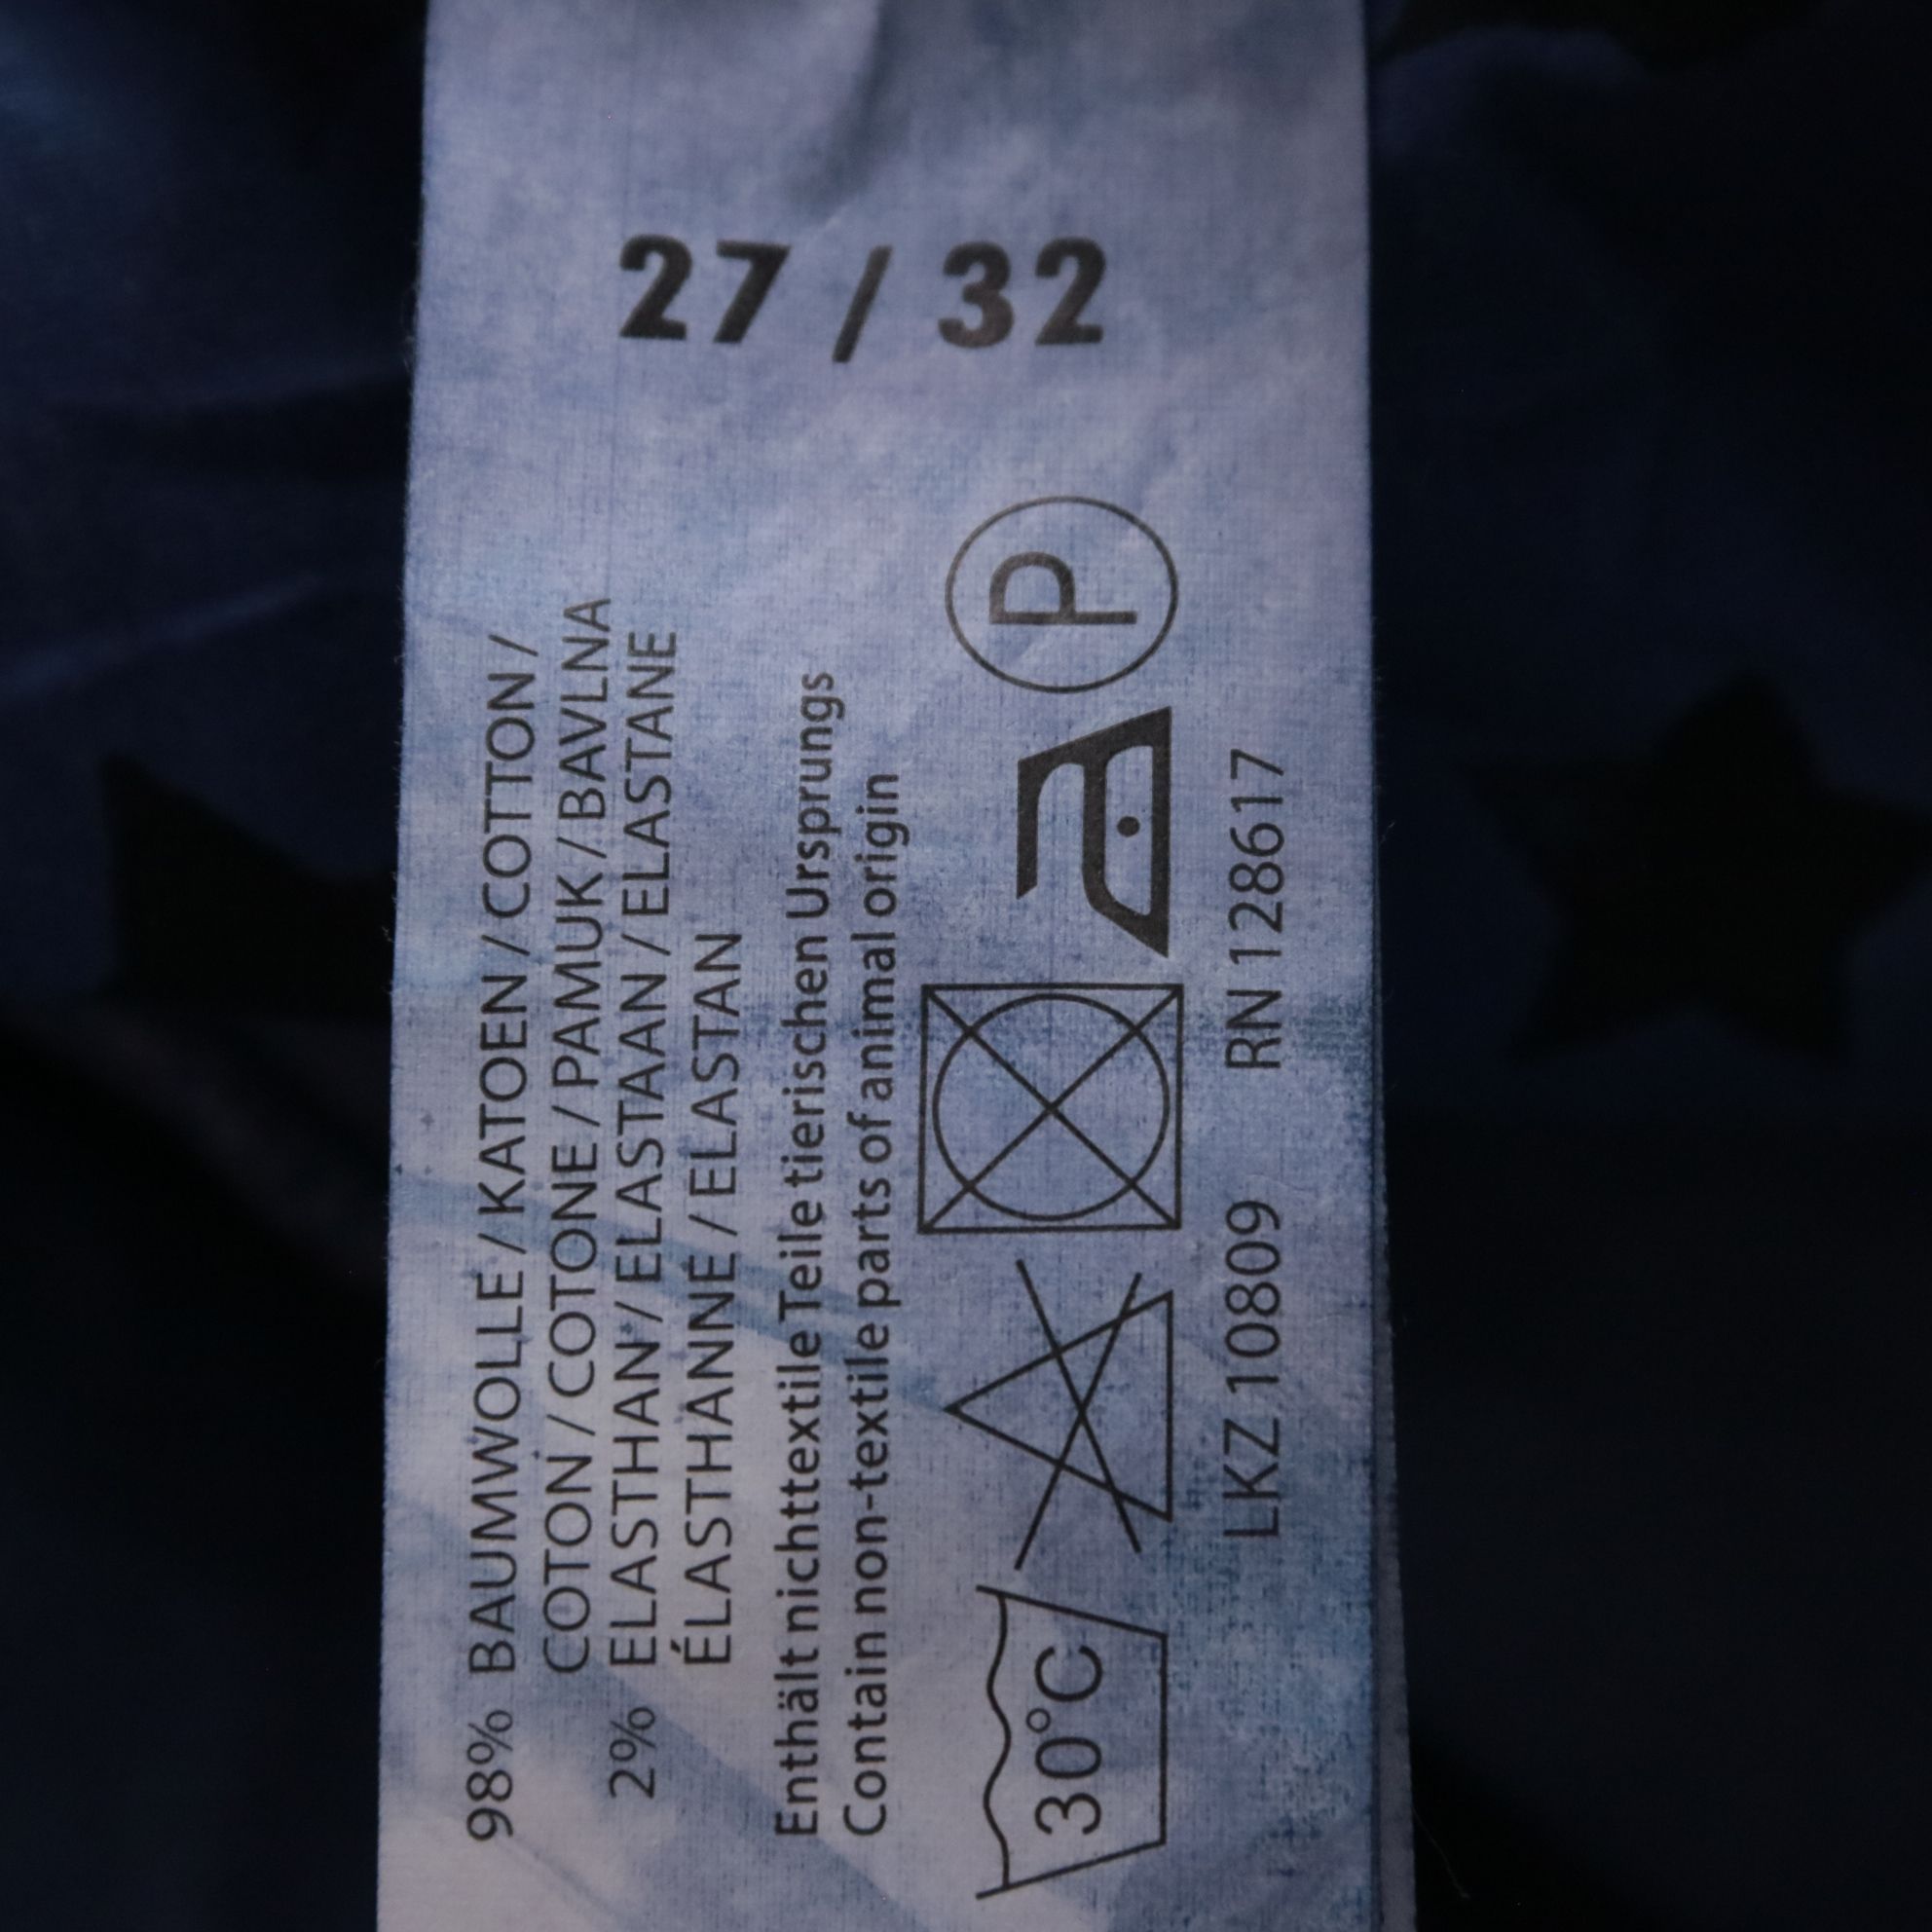 27 / 32
98% BAUMWOLLE / KATOEN / COTTON /
COTON / COTONE / PAMUK / BAVLNA
2% ELASTHAN / ELASTAAN / ELASTANE
ÉLASTHANNE / ELASTAN
Enthält nichttextile Teile tierischen Ursprungs
Contain non-textile parts of animal origin
30°C P
LKZ 10809 RN 128617